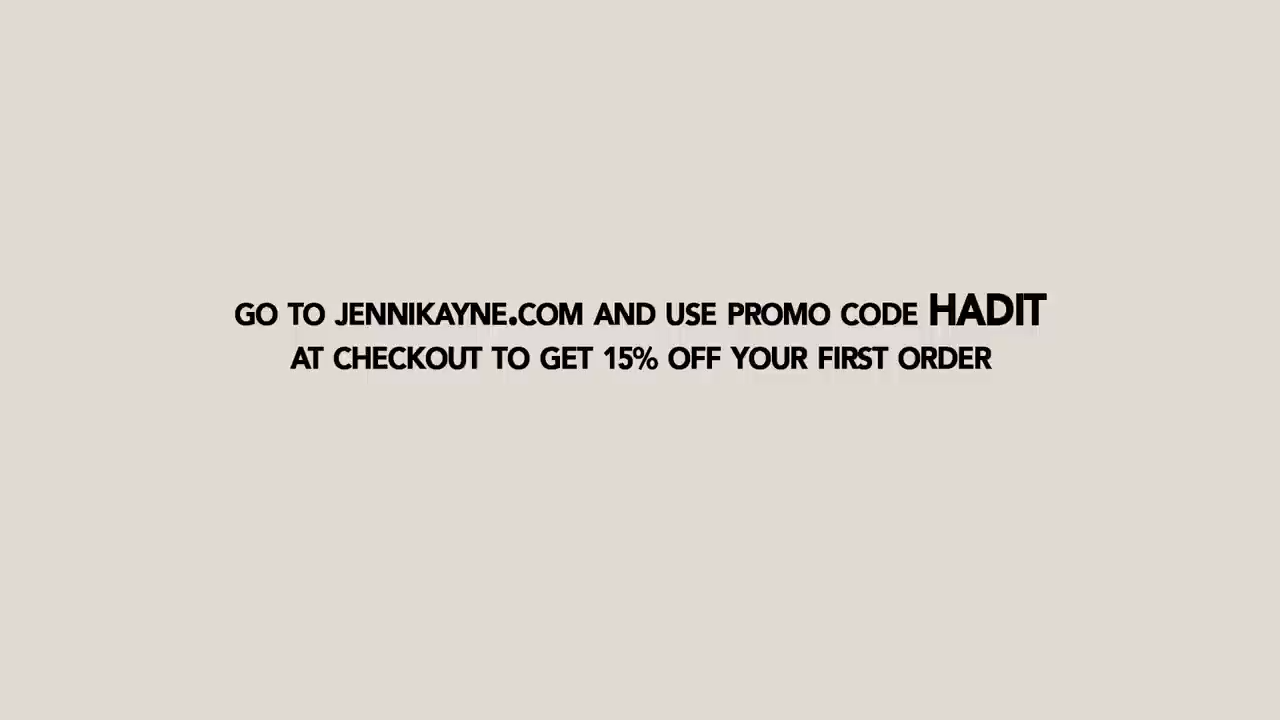 GO TO JENNIKAYNE.COM AND USE PROMO CODE HADIT
AT CHECKOUT TO GET 15% OFF YOUR FIRST ORDER